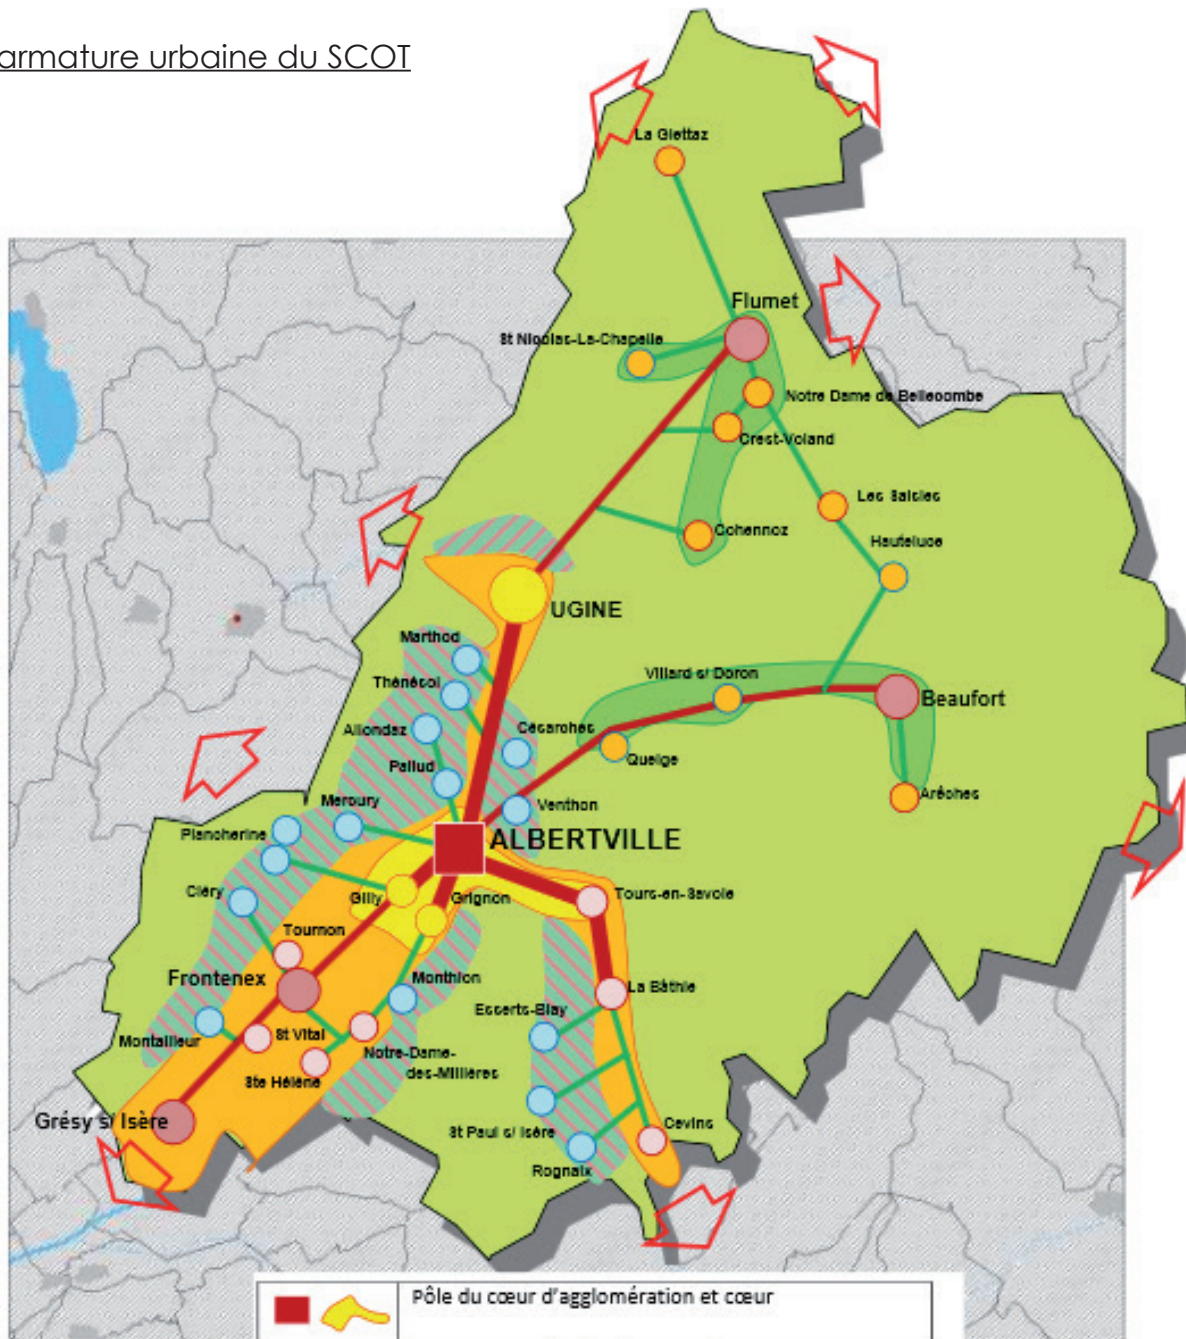 armature urbaine du SCOT
La Giettaz
Flumet
St Nicolas-La-Chapelle
Notre Dame de Bellecombe
Crest-Voland
Les Saisies
Cohennoz
Hauteluce
UGINE
Marthod
Villard s/ Doron
Thénésol
Beaufort
Allondaz
Césarches
Queige
Pallud
Arêches
Mercury
Venthon
Plancherine
ALBERTVILLE
Cléry
Gilly
Grignon
Tours-en-Savoie
Tournon
Frontenex
Monthion
La Bâthie
Esserts-Blay
Montailleur
St Vital
Notre-Dame-
des-Millières
Ste Hélène
Grésy s/ Isère
St Paul s/ Isère
Cevins
Rognaix
Pôle du cœur d'agglomération et cœur